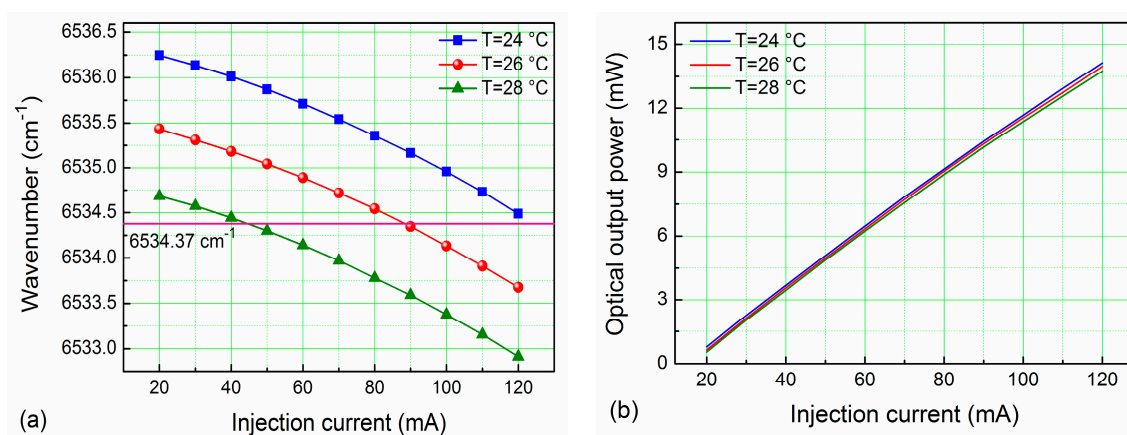 6536.5
6536.0
6535.5
6535.0
6534.5
6534.0
6533.5
6533.0
Wavenumber (cm⁻¹)
T=24 °C
T=26 °C
T=28 °C
6534.37 cm⁻¹
20 40 60 80 100 120
Injection current (mA)
(a)
15
12
9
6
3
0
Optical output power (mW)
T=24 °C
T=26 °C
T=28 °C
20 40 60 80 100 120
Injection current (mA)
(b)